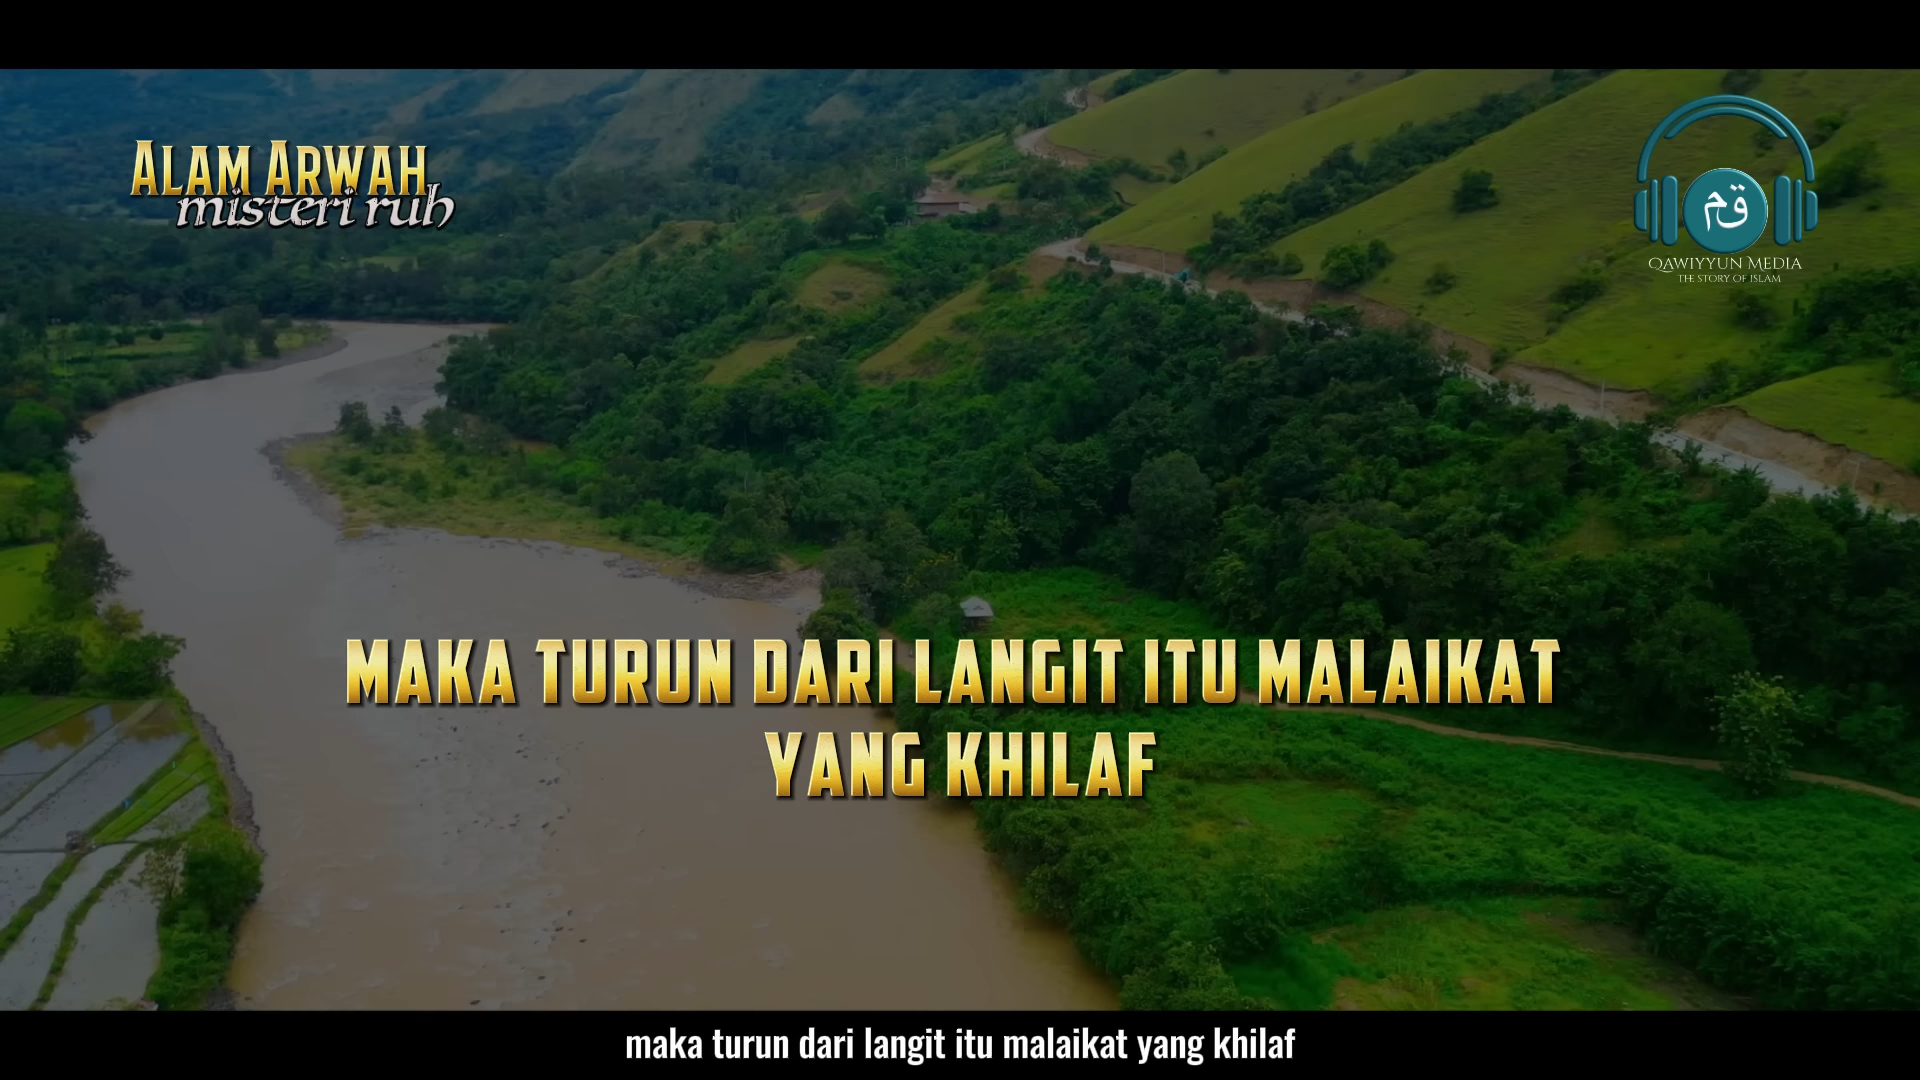 ALAM ARWAH
misteri ruh
قم
QAWIYYUN MEDIA
THE STORY OF ISLAM
MAKA TURUN DARI LANGIT ITU MALAIKAT
YANG KHILAF
maka turun dari langit itu malaikat yang khilaf